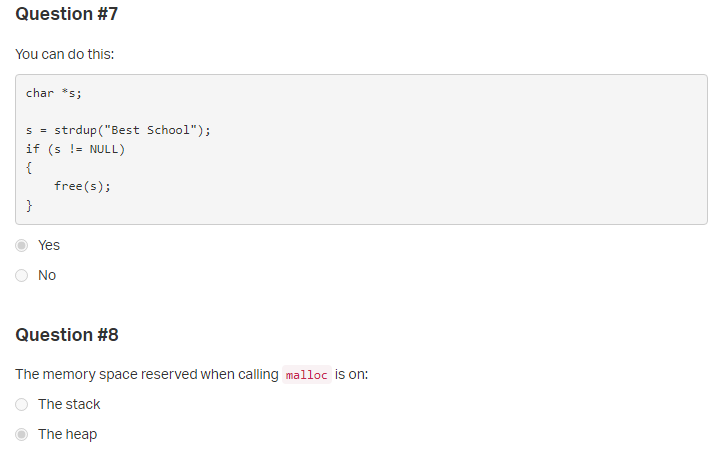 Question #7
You can do this:
char *s;
s = strdup("Best School");
if (s != NULL)
{
    free(s);
}
Yes
No
Question #8
The memory space reserved when calling malloc is on:
The stack
The heap